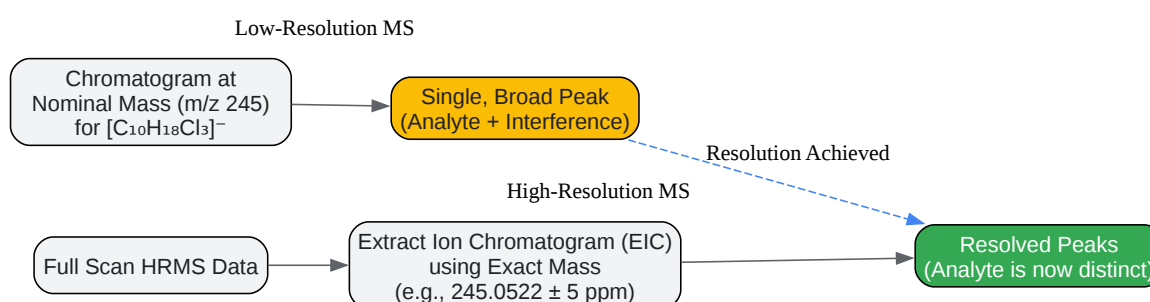 Low-Resolution MS
Chromatogram at
Nominal Mass (m/z 245)
for [C₁₀H₁₈Cl₃]⁻
Single, Broad Peak
(Analyte + Interference)
Resolution Achieved
High-Resolution MS
Full Scan HRMS Data
Extract Ion Chromatogram (EIC)
using Exact Mass
(e.g., 245.0522 ± 5 ppm)
Resolved Peaks
(Analyte is now distinct)